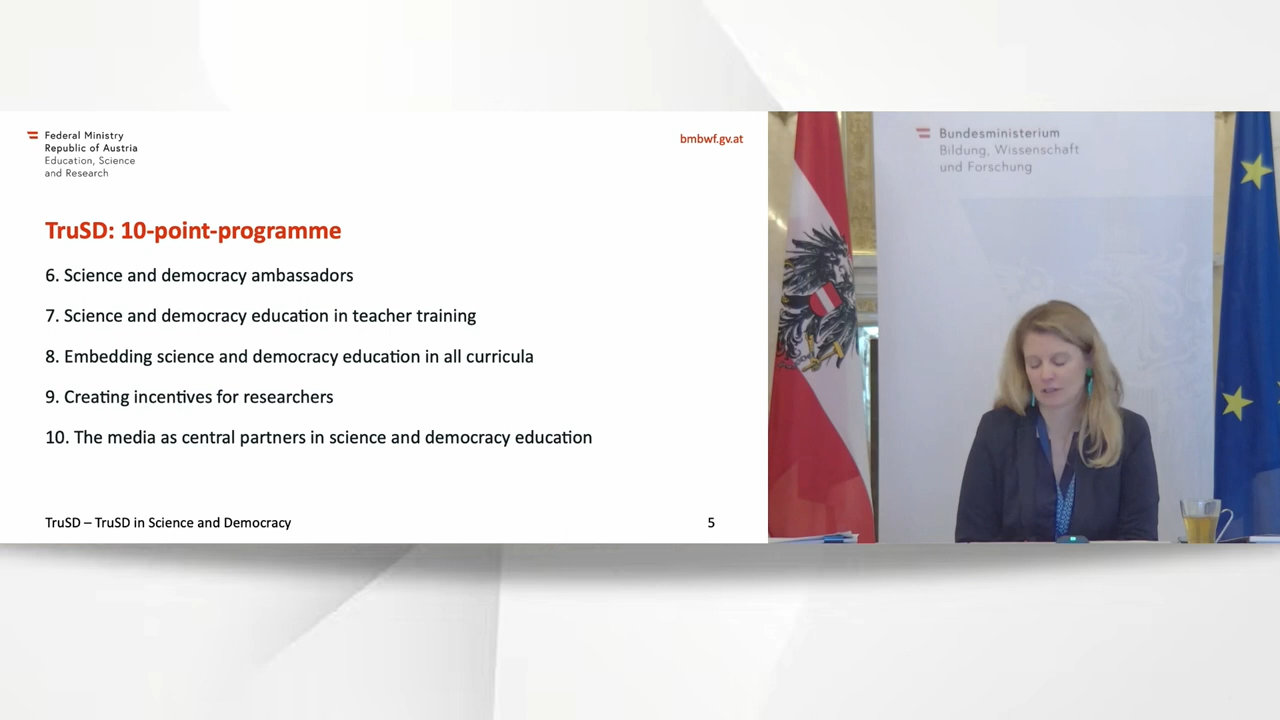 Federal Ministry
Republic of Austria
Education, Science
and Research
bmbwf.gv.at
TruSD: 10-point-programme
6. Science and democracy ambassadors
7. Science and democracy education in teacher training
8. Embedding science and democracy education in all curricula
9. Creating incentives for researchers
10. The media as central partners in science and democracy education
TruSD – TruSD in Science and Democracy
5
Bundesministerium
Bildung, Wissenschaft
und Forschung